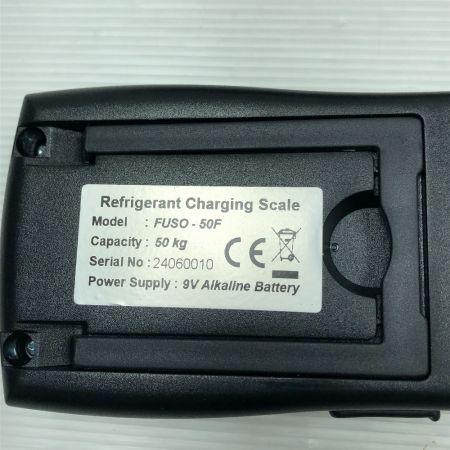 Refrigerant Charging Scale
Model : FUSO - 50F
Capacity : 50 kg
Serial No : 24060010
Power Supply : 9V Alkaline Battery
CE